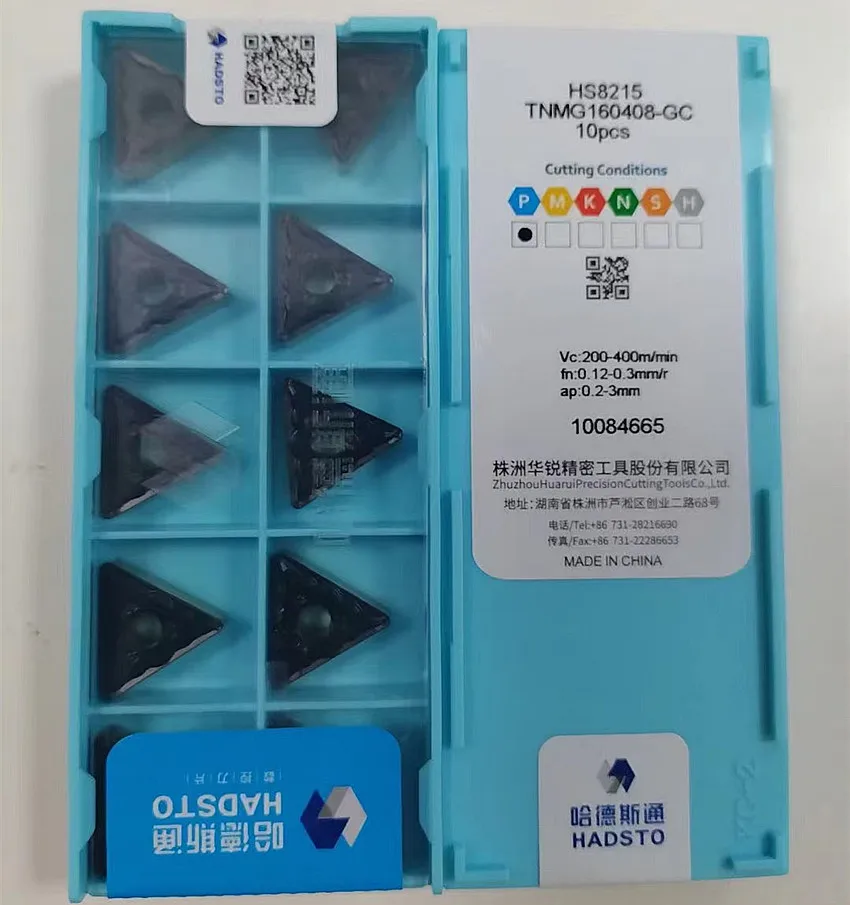 HADSTO
HS8215
TNMG160408-GC
10pcs
Cutting Conditions
P M K N S H
Vc:200-400m/min
fn:0.12-0.3mm/r
ap:0.2-3mm
10084665
株洲华锐精密工具股份有限公司
ZhuzhouHuaruiPrecisionCuttingToolsCo.,Ltd.
地址：湖南省株洲市芦淞区创业二路68号
电话/Tel:+86 731-28216690
传真/Fax:+86 731-22286653
MADE IN CHINA
哈德斯通
HADSTO
数控刀片
哈德斯通
HADSTO